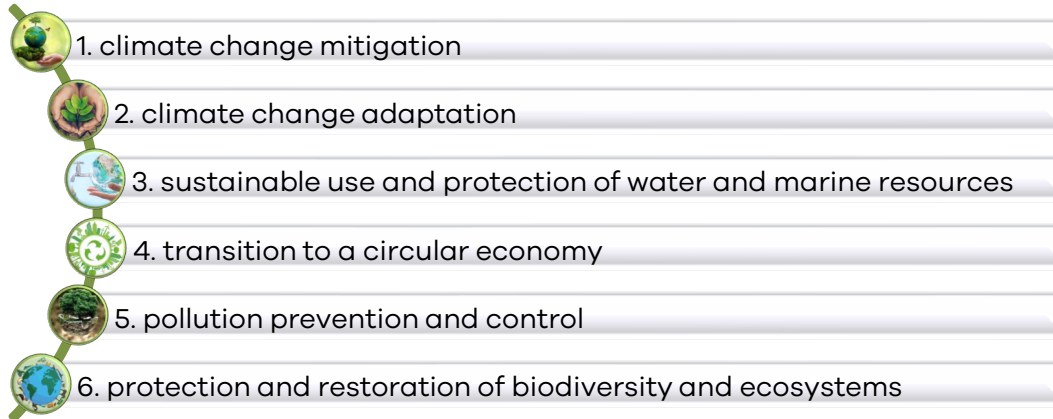 1. climate change mitigation
2. climate change adaptation
3. sustainable use and protection of water and marine resources
4. transition to a circular economy
5. pollution prevention and control
6. protection and restoration of biodiversity and ecosystems